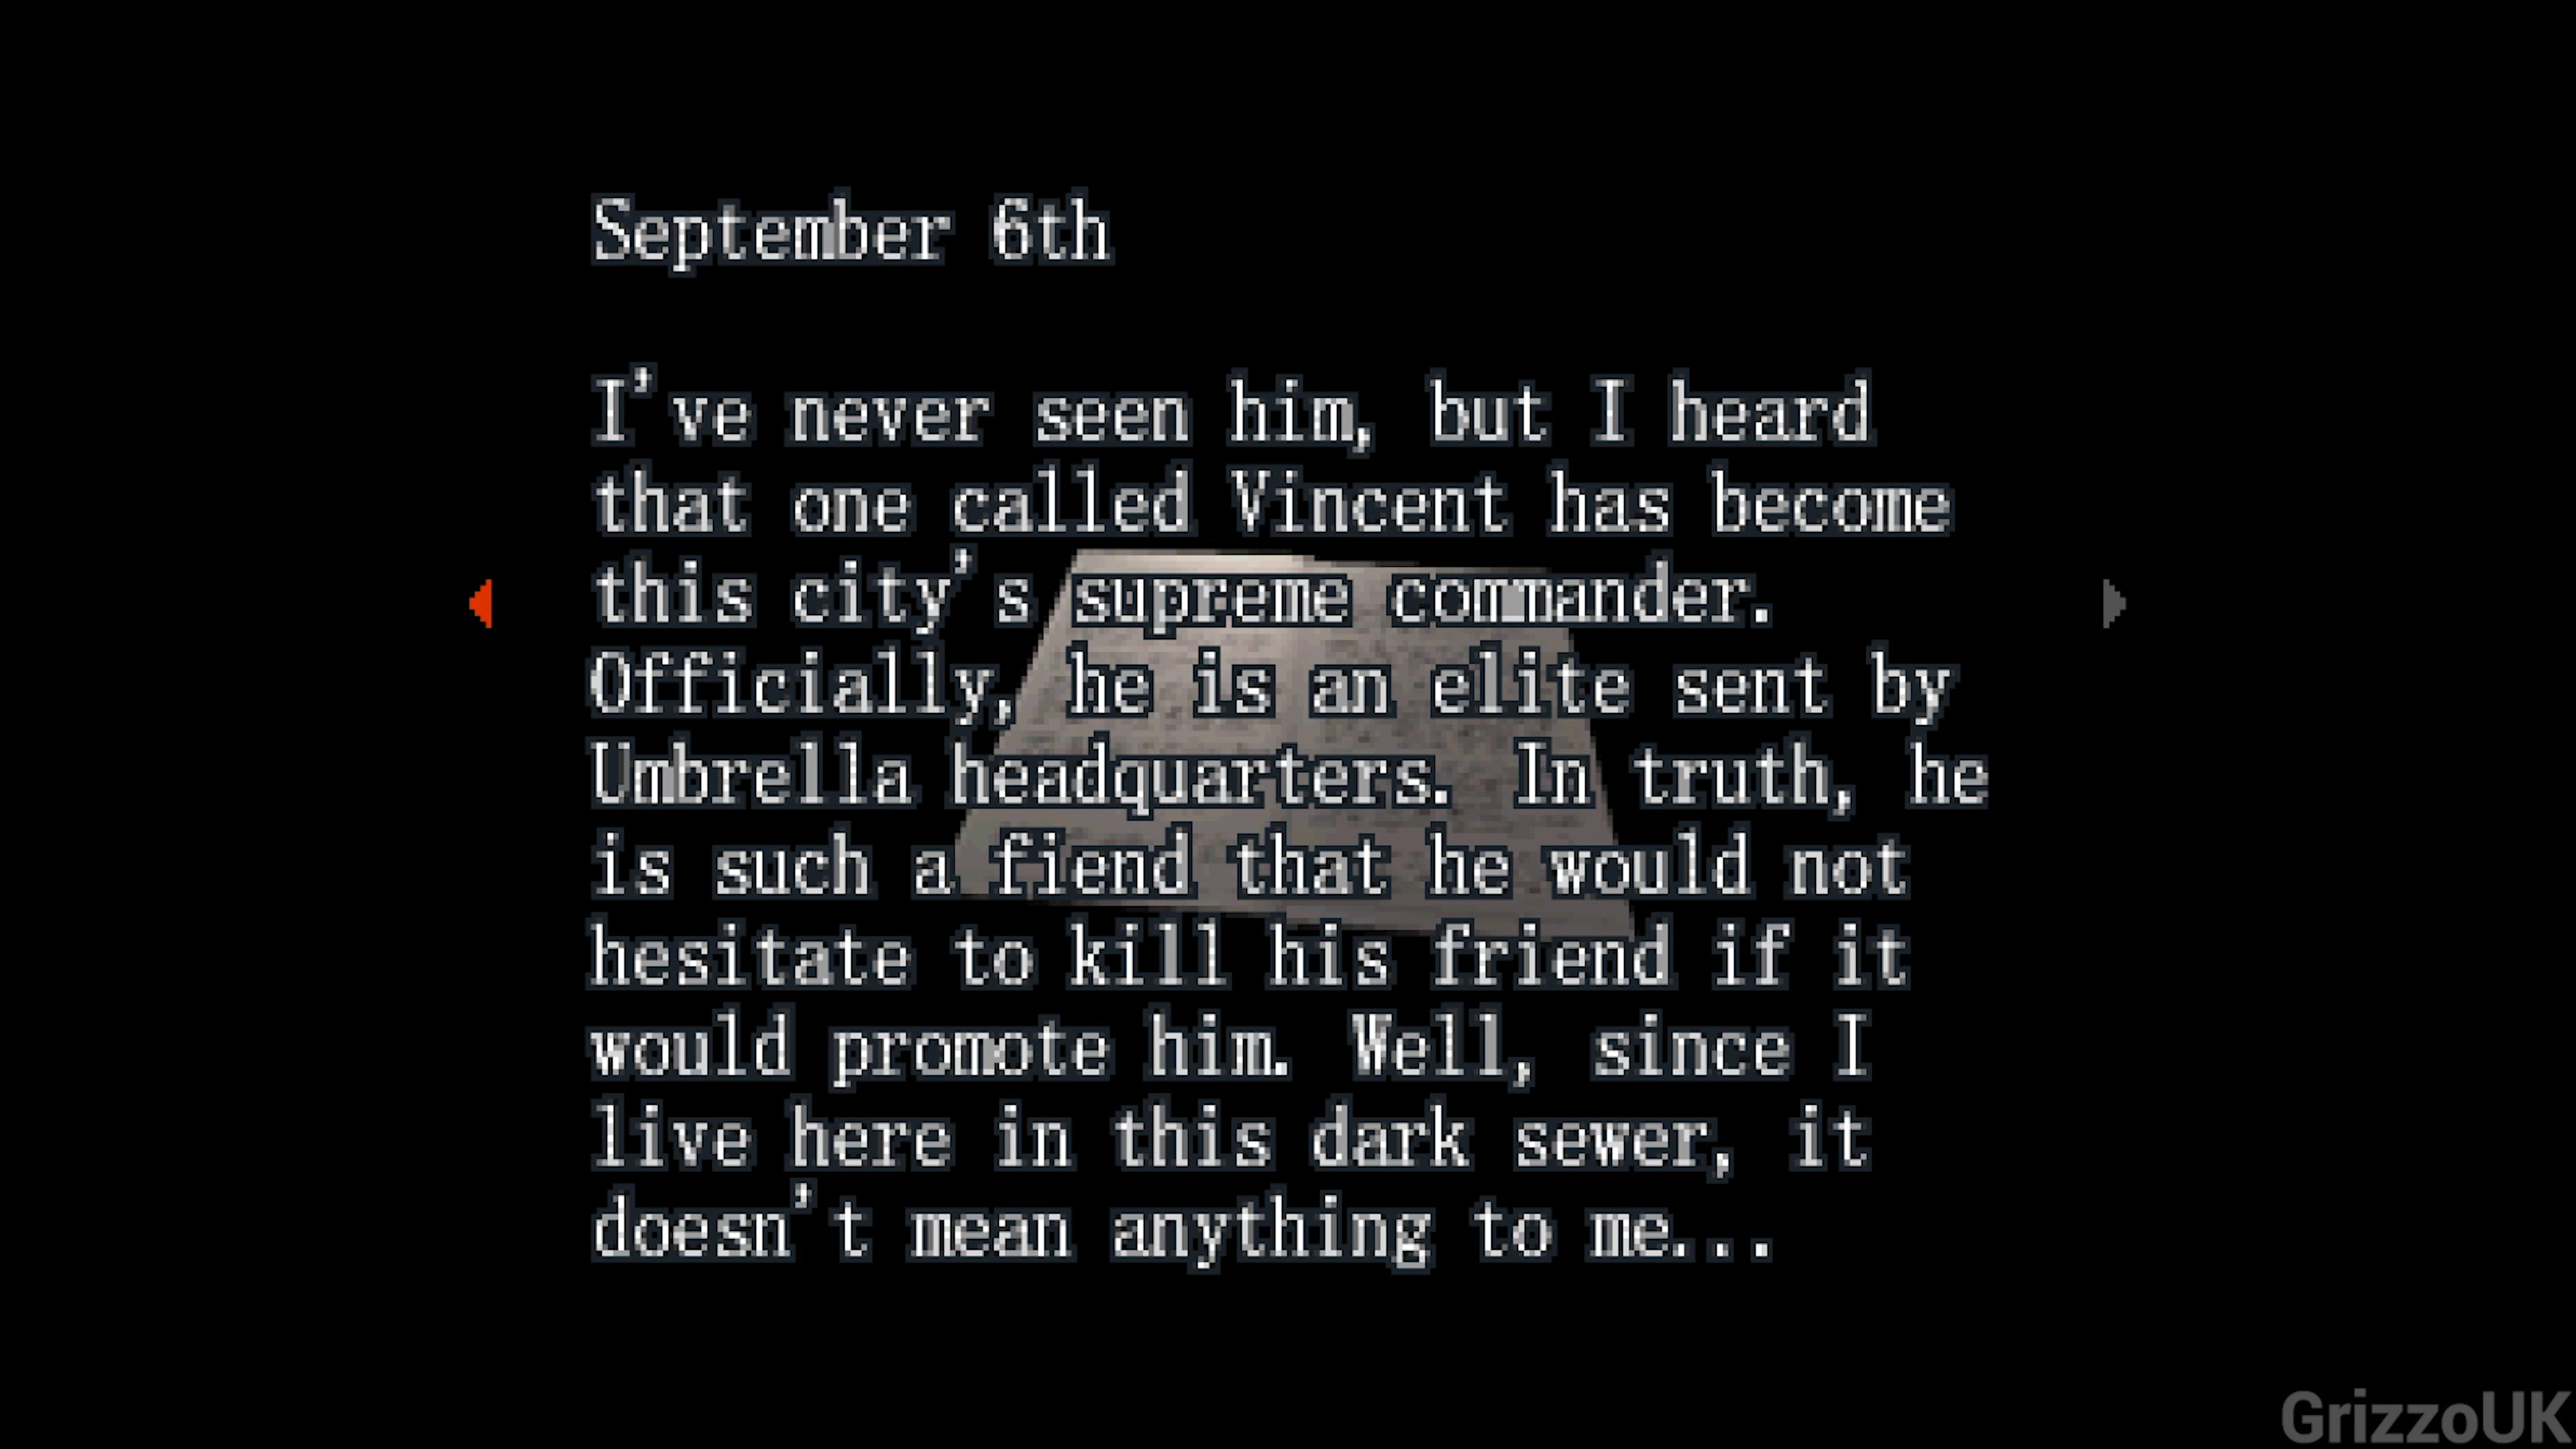 September 6th
I've never seen him, but I heard
that one called Vincent has become
this city's supreme commander.
Officially, he is an elite sent by
Umbrella headquarters. In truth, he
is such a fiend that he would not
hesitate to kill his friend if it
would promote him. Well, since I
live here in this dark sewer, it
doesn't mean anything to me...
GrizzoUK